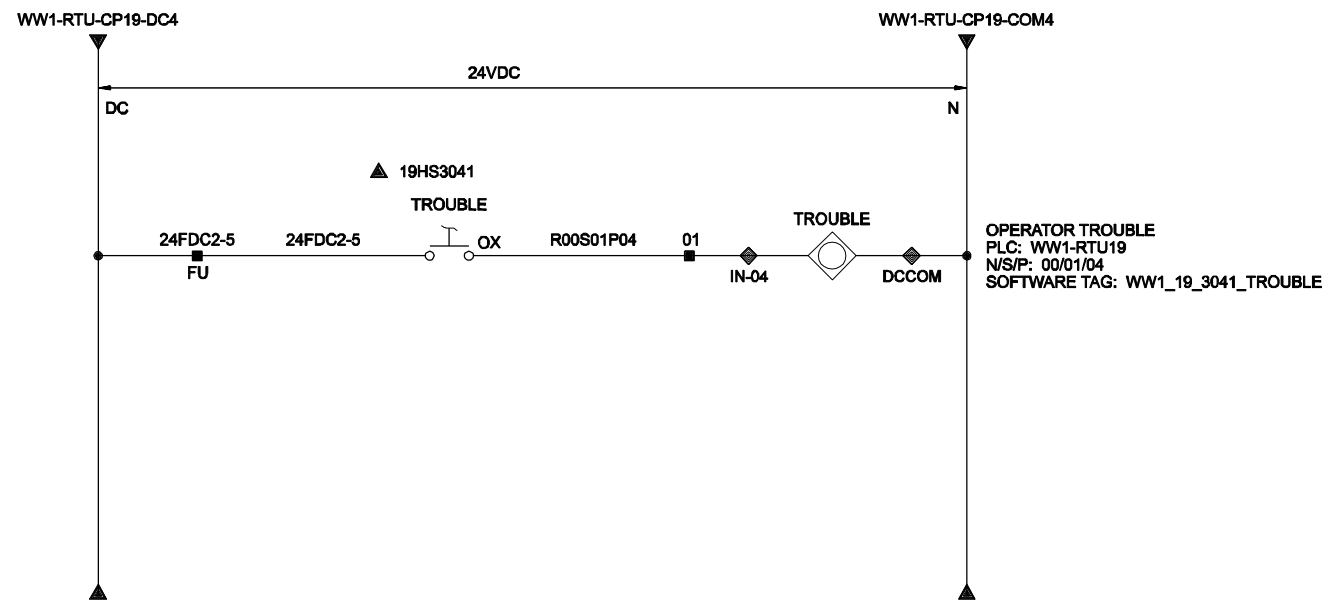 WW1-RTU-CP19-DC4
WW1-RTU-CP19-COM4
24VDC
DC
N
19HS3041
TROUBLE
24FDC2-5
24FDC2-5
OX
R00S01P04
01
TROUBLE
FU
IN-04
DCCOM
OPERATOR TROUBLE
PLC: WW1-RTU19
N/S/P: 00/01/04
SOFTWARE TAG: WW1_19_3041_TROUBLE